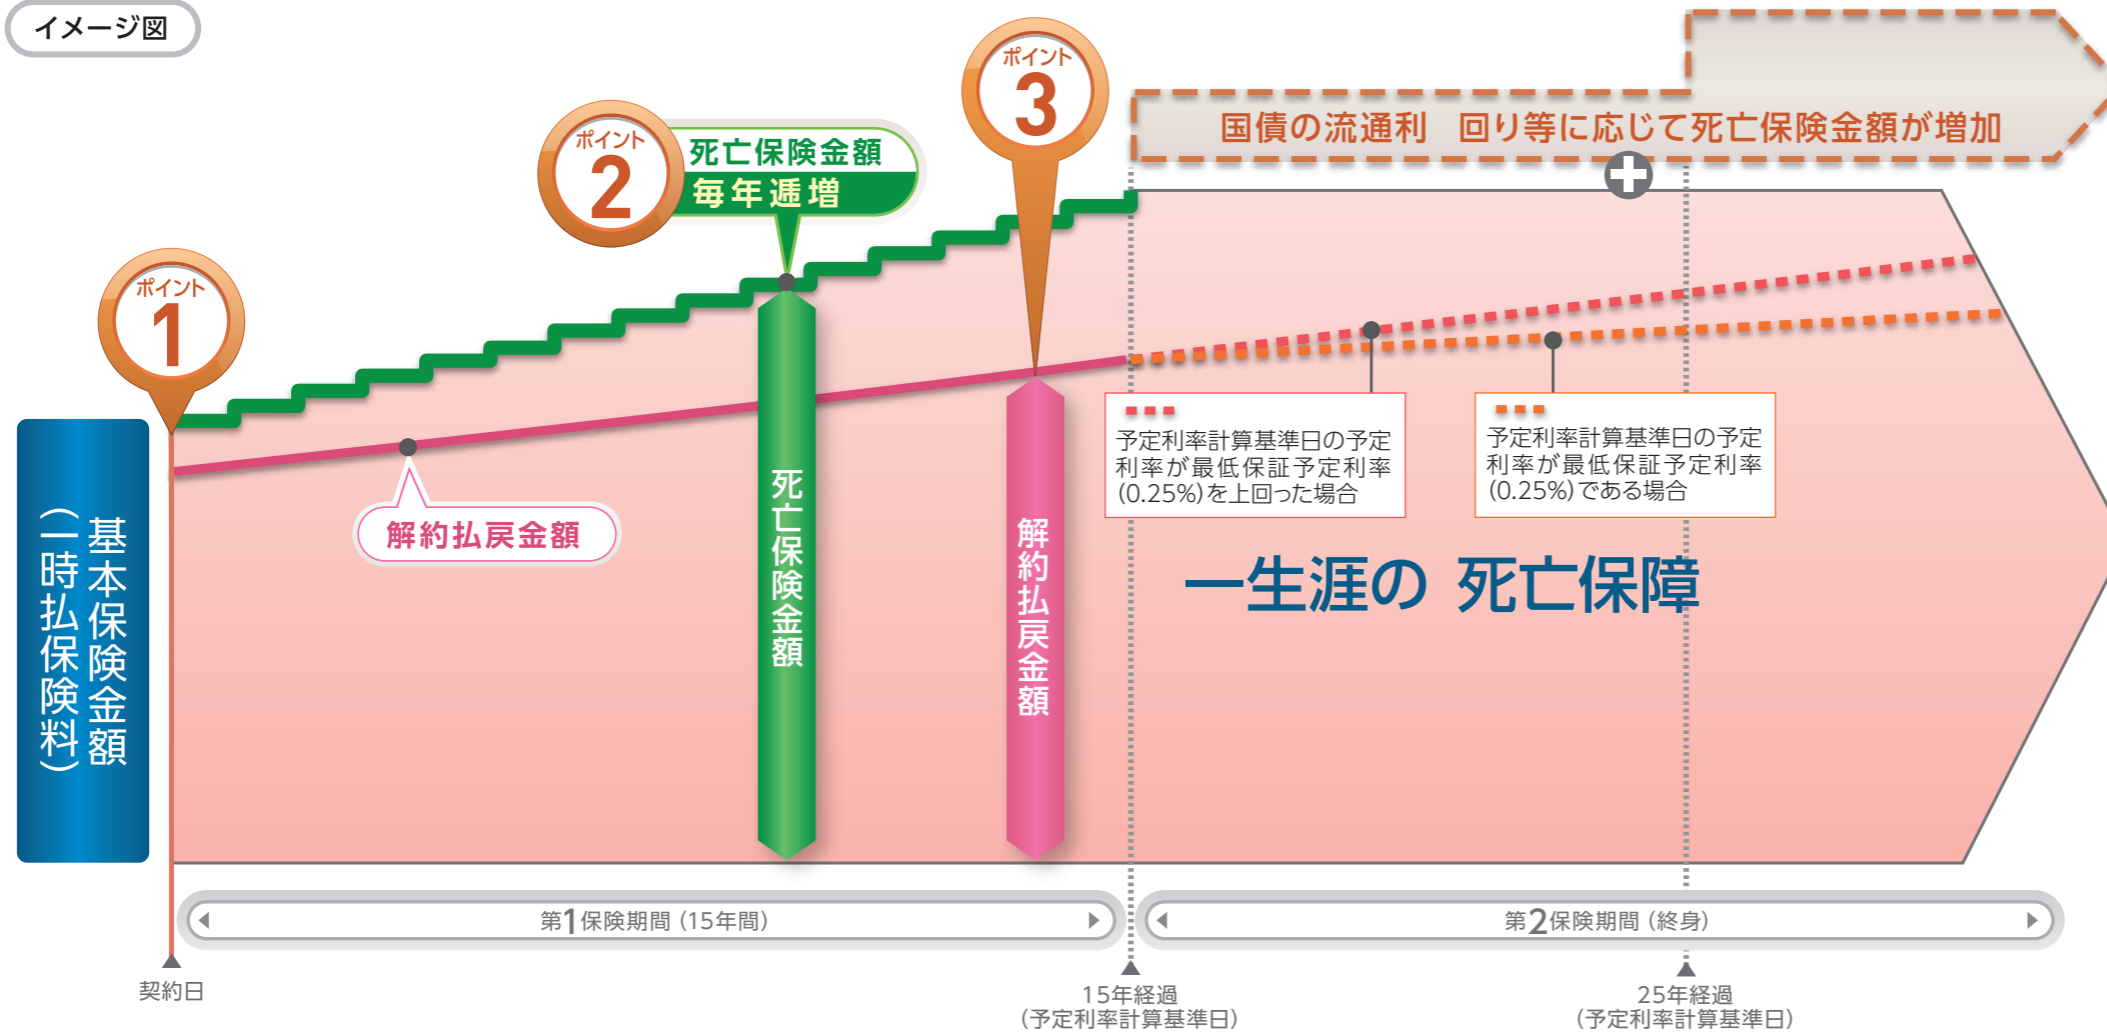 イメージ図
ポイント
1
ポイント
2
死亡保険金額
毎年逓増
ポイント
3
国債の流通利 回り等に応じて死亡保険金額が増加
基本保険金額
(一時払保険料)
解約払戻金額
死亡保険金額
解約払戻金額
予定利率計算基準日の予定
利率が最低保証予定利率
(0.25%)を上回った場合
予定利率計算基準日の予定
利率が最低保証予定利率
(0.25%)である場合
一生涯の 死亡保障
第1保険期間(15年間)
第2保険期間(終身)
契約日
15年経過
(予定利率計算基準日)
25年経過
(予定利率計算基準日)